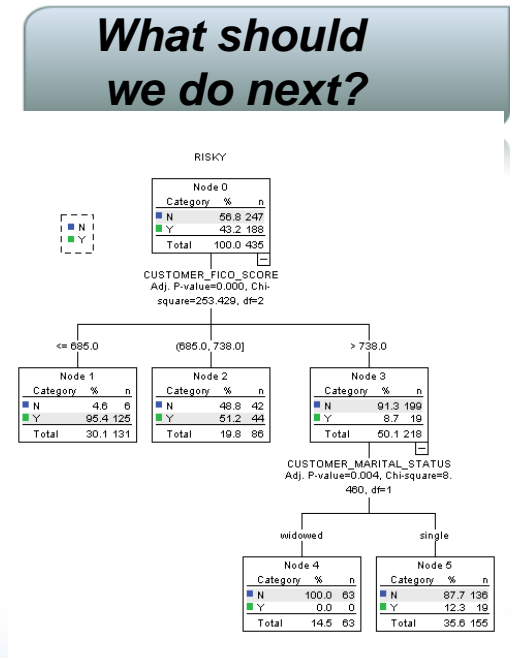 What should
we do next?
RISKY
Node 0
Category % n
N 56.8 247
Y 43.2 188
Total 100.0 435
N
Y
CUSTOMER_FICO_SCORE
Adj. P-value=0.000, Chi-
square=253.429, df=2
<= 685.0
(685.0, 738.0]
> 738.0
Node 1
Category % n
N 4.6 6
Y 95.4 125
Total 30.1 131
Node 2
Category % n
N 48.8 42
Y 51.2 44
Total 19.8 86
Node 3
Category % n
N 91.3 199
Y 8.7 19
Total 50.1 218
CUSTOMER_MARITAL_STATUS
Adj. P-value=0.004, Chi-square=8.
460, df=1
widowed
single
Node 4
Category % n
N 100.0 63
Y 0.0 0
Total 14.5 63
Node 5
Category % n
N 87.7 136
Y 12.3 19
Total 35.6 155